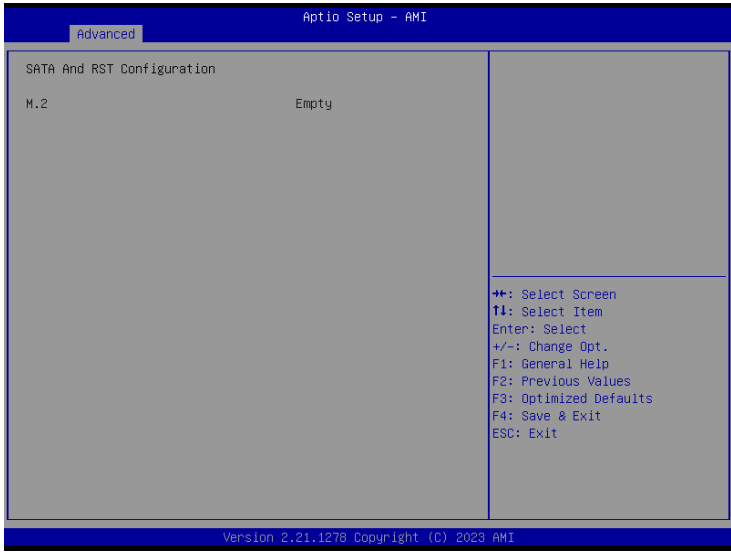 Aptio Setup – AMI
Advanced
SATA And RST Configuration
M.2 Empty
→←: Select Screen
↑↓: Select Item
Enter: Select
+/-: Change Opt.
F1: General Help
F2: Previous Values
F3: Optimized Defaults
F4: Save & Exit
ESC: Exit
Version 2.21.1278 Copyright (C) 2023 AMI